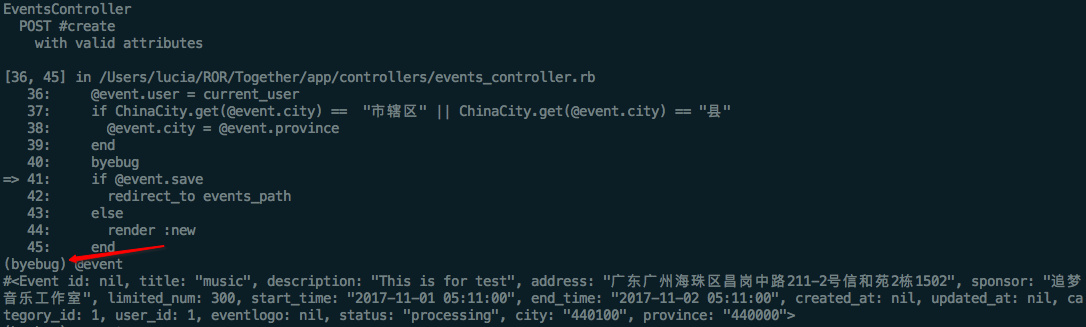 EventsController
  POST #create
    with valid attributes
[36, 45] in /Users/lucia/ROR/Together/app/controllers/events_controller.rb
   36:     @event.user = current_user
   37:     if ChinaCity.get(@event.city) ==  "市辖区" || ChinaCity.get(@event.city) == "县"
   38:       @event.city = @event.province
   39:     end
   40:     byebug
=> 41:     if @event.save
   42:       redirect_to events_path
   43:     else
   44:       render :new
   45:     end
(byebug) @event
#<Event id: nil, title: "music", description: "This is for test", address: "广东广州海珠区昌岗中路211-2号信和苑2栋1502", sponsor: "追梦
音乐工作室", limited_num: 300, start_time: "2017-11-01 05:11:00", end_time: "2017-11-02 05:11:00", created_at: nil, updated_at: nil, ca
tegory_id: 1, user_id: 1, eventlogo: nil, status: "processing", city: "440100", province: "440000">